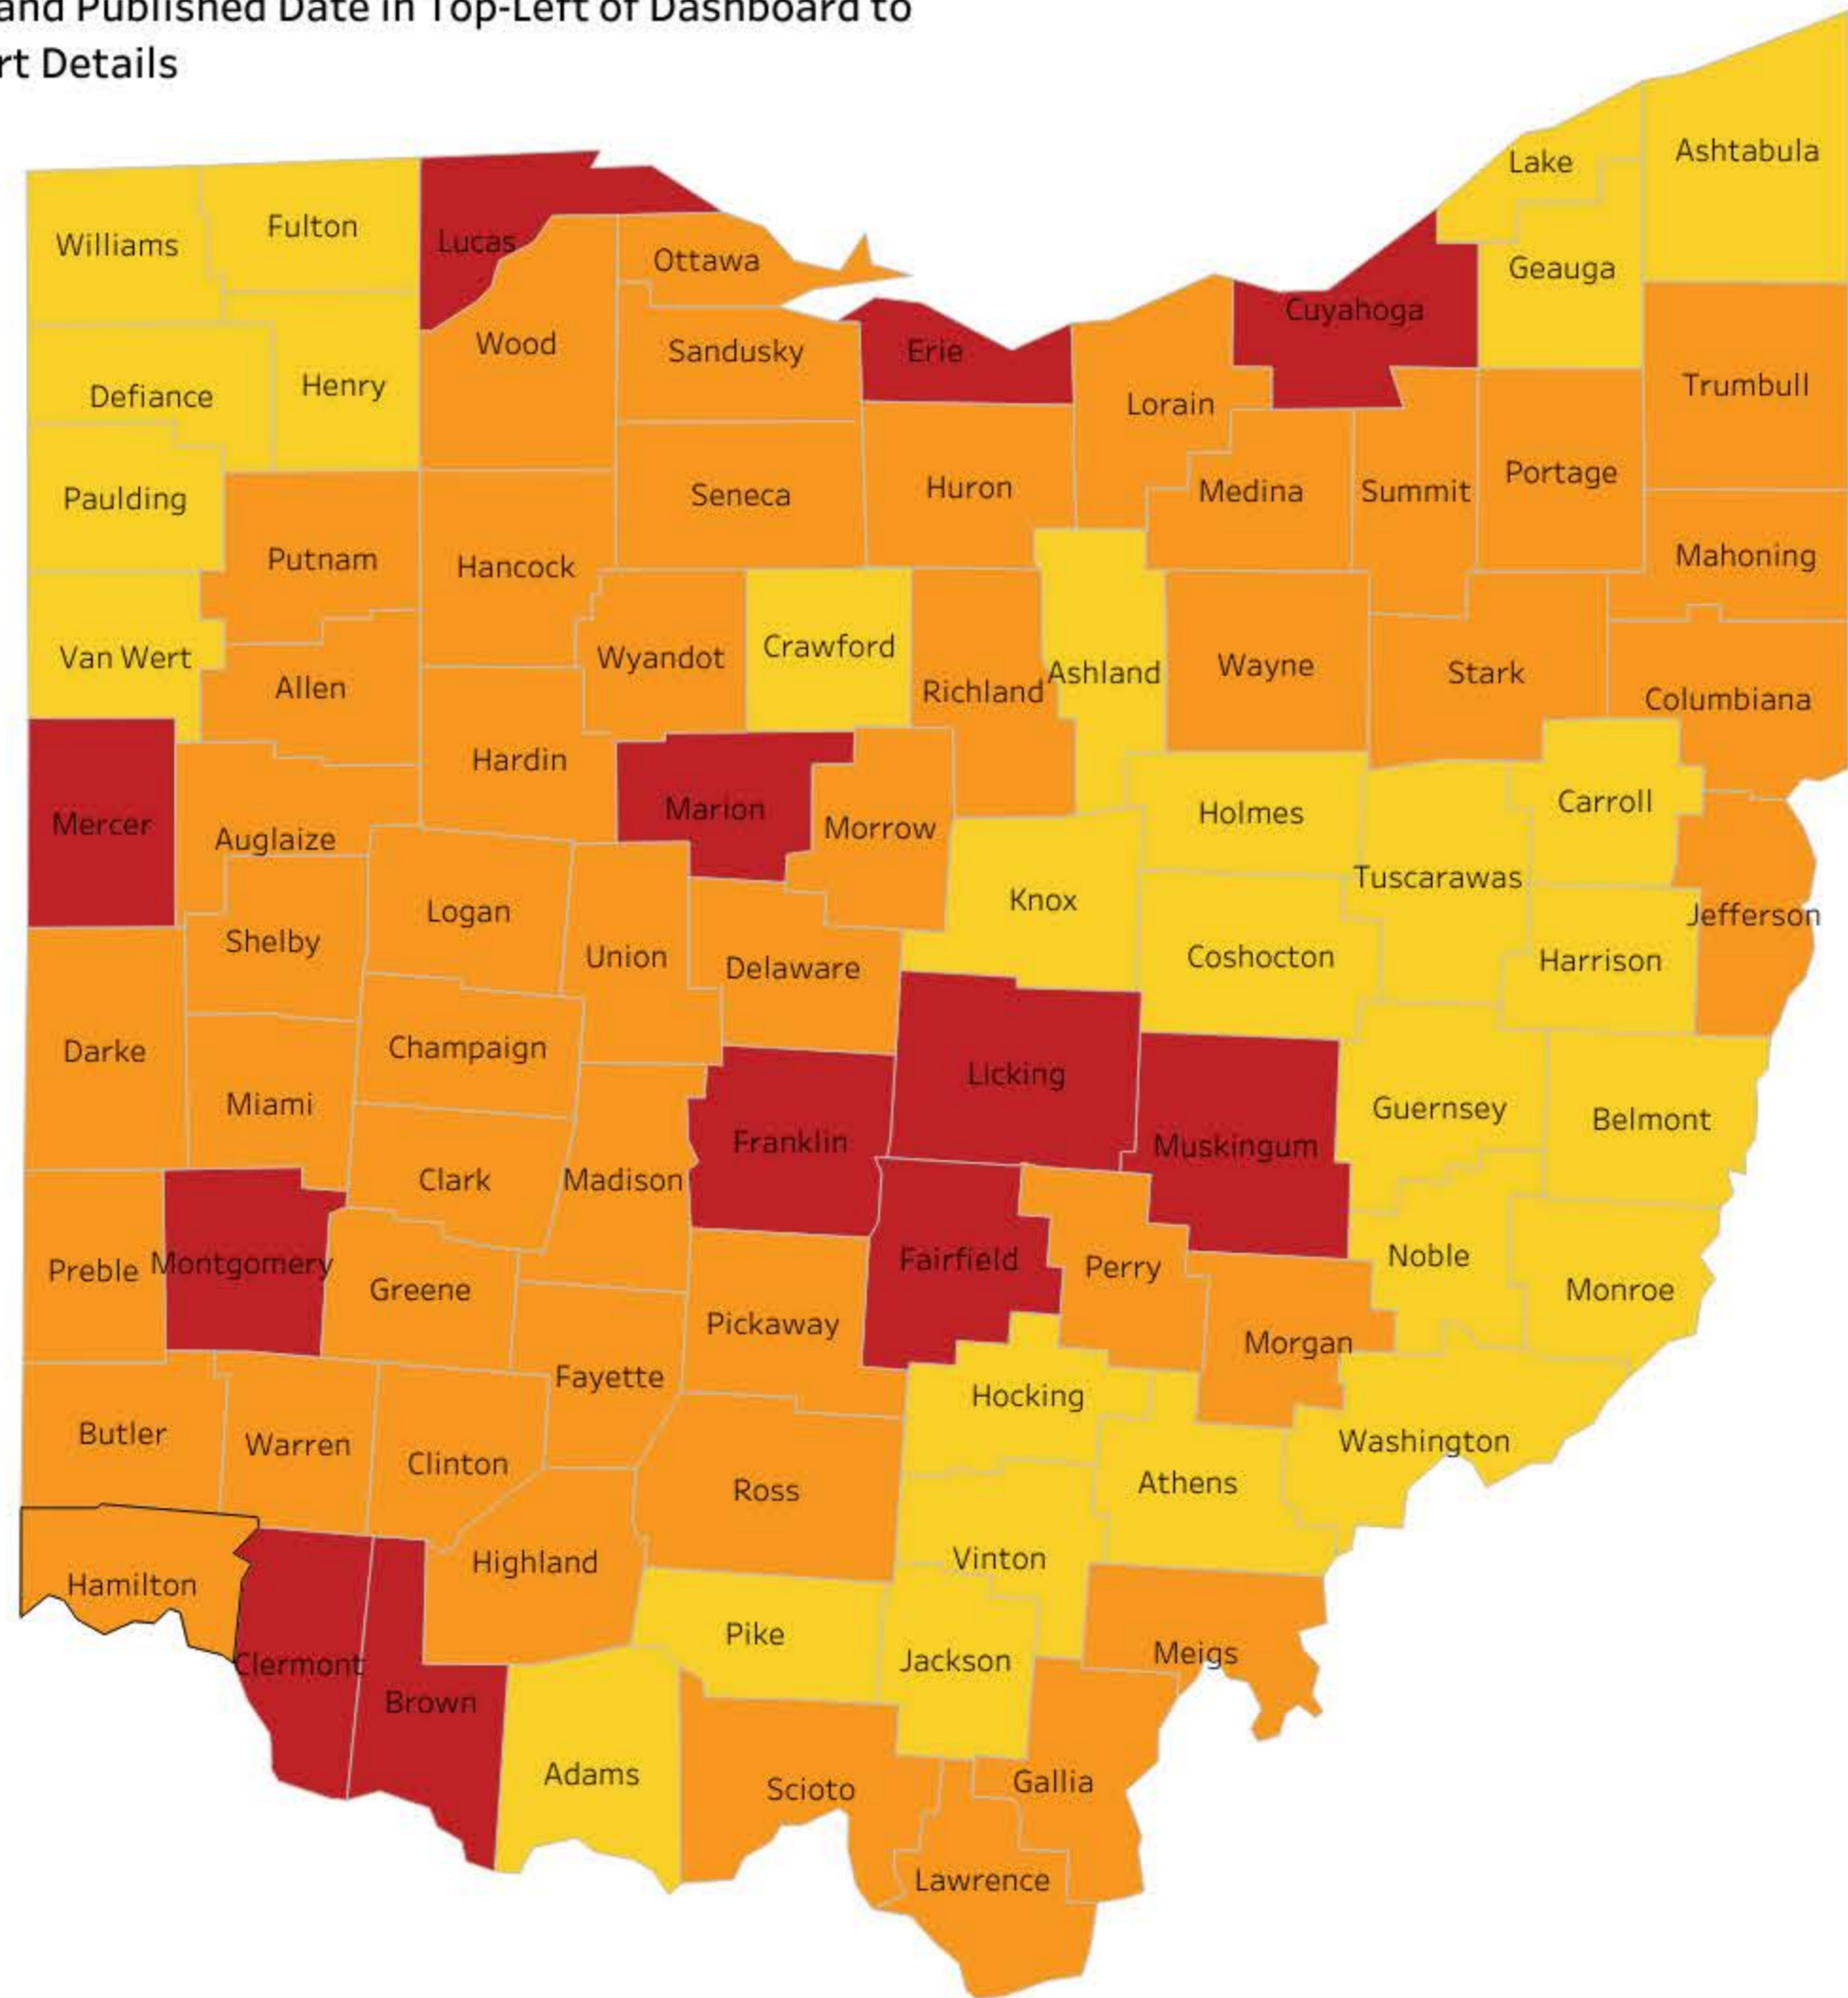 and Published Date in Top-Left of Dashboard to
rt Details
Ashtabula
Lake
Fulton
Williams
Lucas
Ottawa
Geauga
Cuyahoga
Wood
Sandusky
Erie
Henry
Trumbull
Defiance
Lorain
Portage
Paulding
Seneca
Huron
Medina
Summit
Putnam
Hancock
Mahoning
Van Wert
Wyandot
Crawford
Ashland
Wayne
Stark
Allen
Richland
Columbiana
Hardin
Marion
Carroll
Holmes
Mercer
Auglaize
Morrow
Tuscarawas
Knox
Logan
Jefferson
Shelby
Union
Delaware
Coshocton
Harrison
Darke
Champaign
Licking
Miami
Guernsey
Belmont
Franklin
Muskingum
Clark
Madison
Preble
Montgomery
Greene
Fairfield
Perry
Noble
Monroe
Pickaway
Morgan
Fayette
Hocking
Butler
Warren
Clinton
Washington
Ross
Athens
Highland
Vinton
Hamilton
Pike
Jackson
Meigs
Clermont
Brown
Adams
Scioto
Gallia
Lawrence